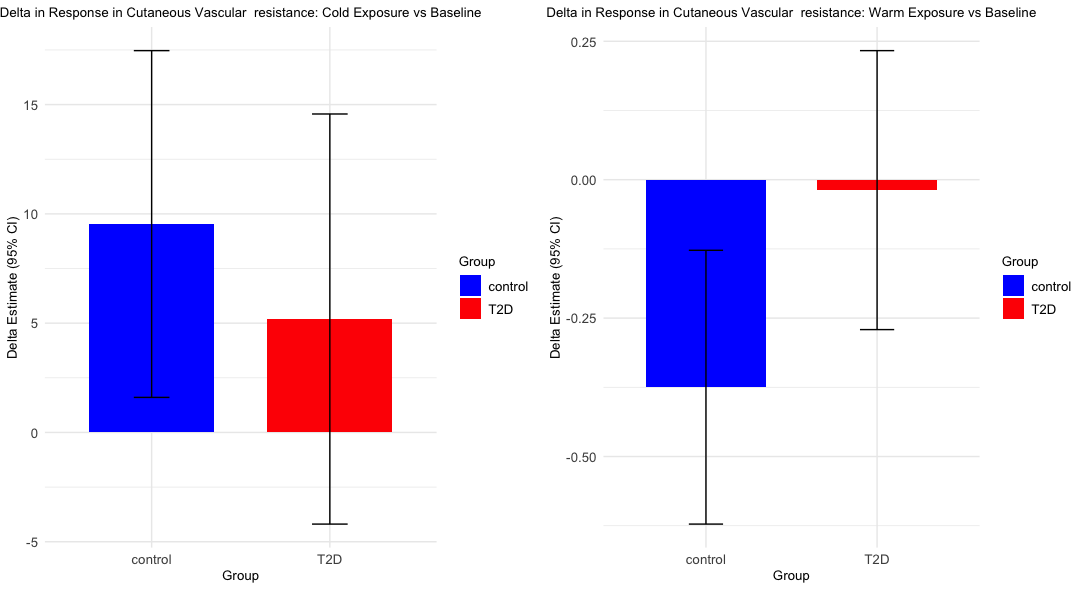 Delta in Response in Cutaneous Vascular  resistance: Cold Exposure vs Baseline
Delta Estimate (95% CI)
15
10
5
0
-5
control
T2D
Group
Group
control
T2D
Delta in Response in Cutaneous Vascular  resistance: Warm Exposure vs Baseline
Delta Estimate (95% CI)
0.25
0.00
-0.25
-0.50
control
T2D
Group
Group
control
T2D